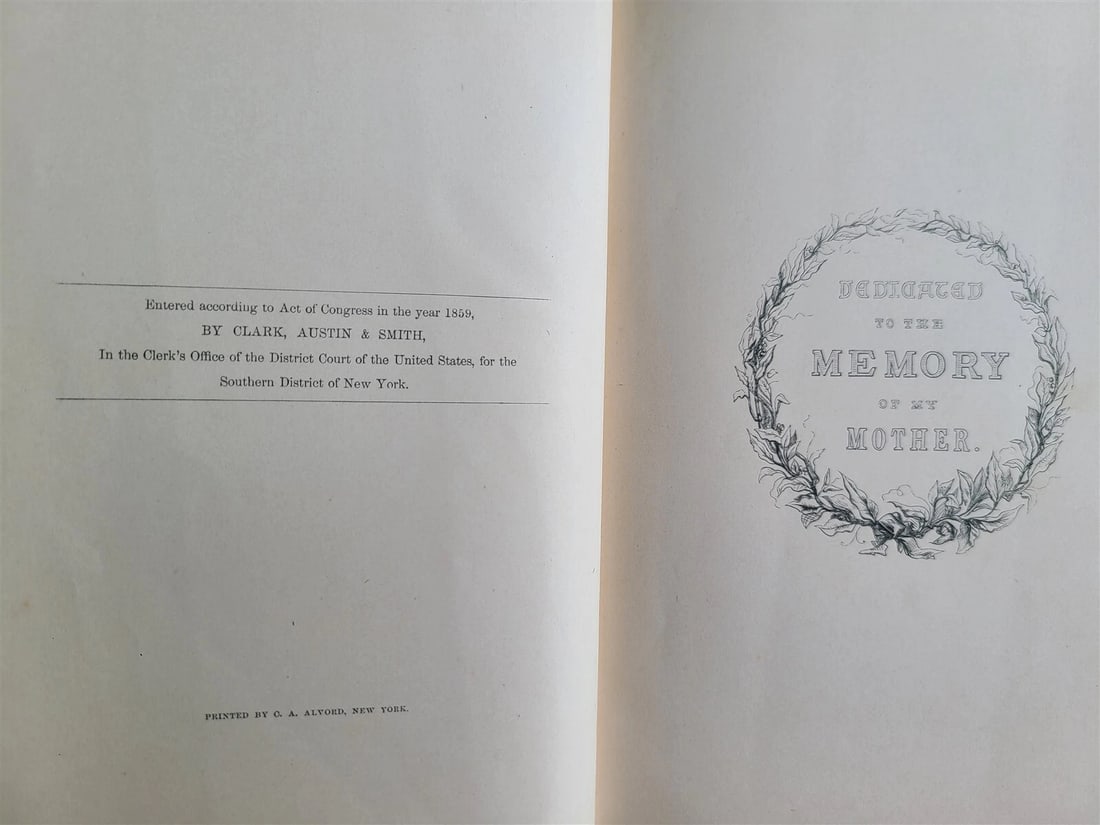 Entered according to Act of Congress in the year 1859,
BY CLARK, AUSTIN & SMITH,
In the Clerk's Office of the District Court of the United States, for the
Southern District of New York.
PRINTED BY C. A. ALVORD, NEW YORK.
DEDICATED
TO THE
MEMORY
OF MY
MOTHER.